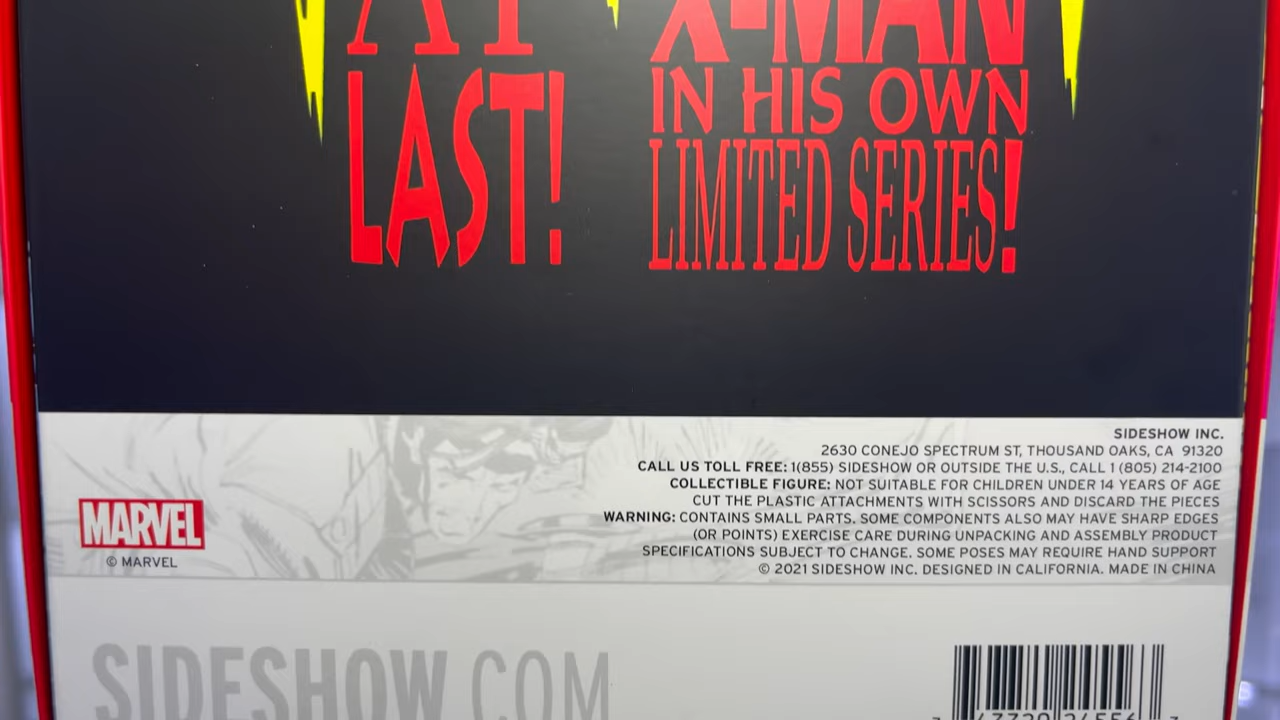 AT
LAST!
X-MAN
IN HIS OWN
LIMITED SERIES!
SIDESHOW INC.
2630 CONEJO SPECTRUM ST, THOUSAND OAKS, CA 91320
CALL US TOLL FREE: 1(855) SIDESHOW OR OUTSIDE THE U.S., CALL 1 (805) 214-2100
COLLECTIBLE FIGURE: NOT SUITABLE FOR CHILDREN UNDER 14 YEARS OF AGE
CUT THE PLASTIC ATTACHMENTS WITH SCISSORS AND DISCARD THE PIECES
WARNING: CONTAINS SMALL PARTS. SOME COMPONENTS ALSO MAY HAVE SHARP EDGES
(OR POINTS) EXERCISE CARE DURING UNPACKING AND ASSEMBLY PRODUCT
SPECIFICATIONS SUBJECT TO CHANGE. SOME POSES MAY REQUIRE HAND SUPPORT
© 2021 SIDESHOW INC. DESIGNED IN CALIFORNIA. MADE IN CHINA
MARVEL
© MARVEL
SIDESHOW.COM